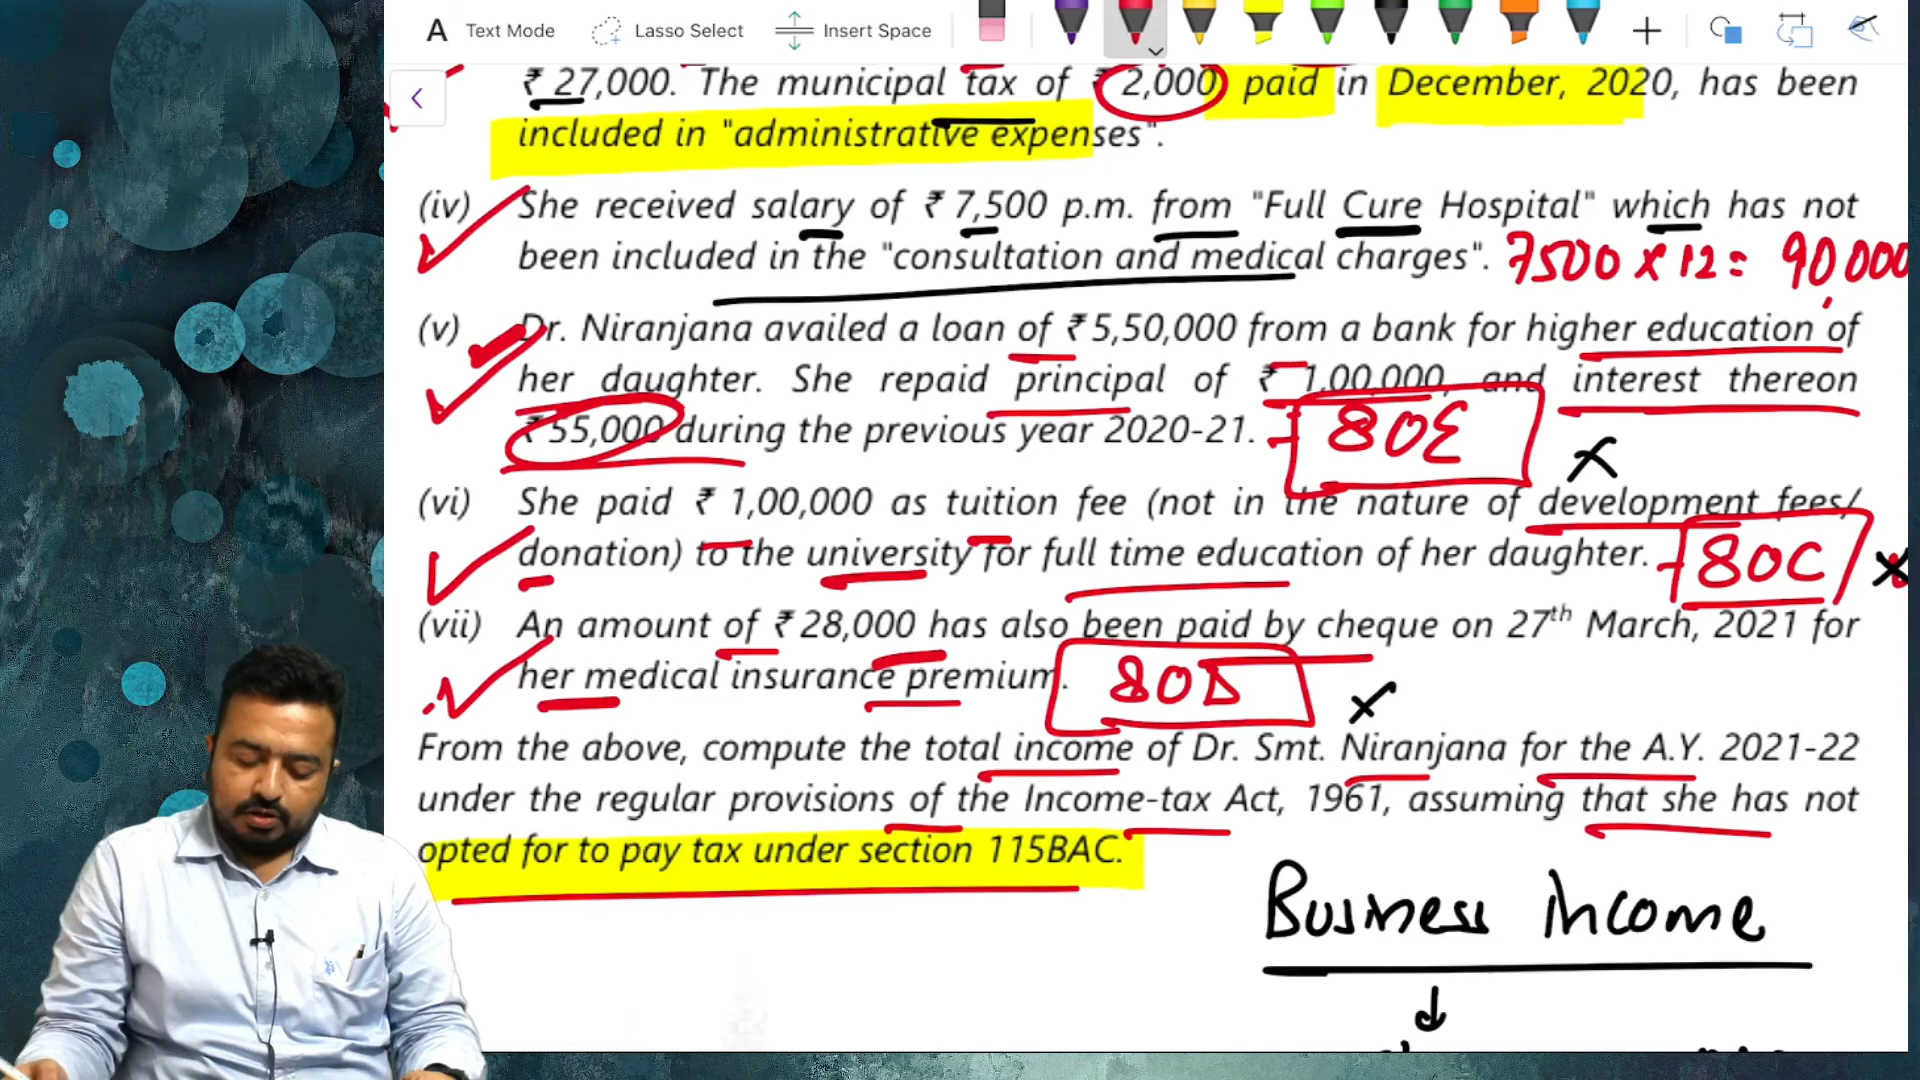 A Text Mode Lasso Select Insert Space
₹ 27,000. The municipal tax of ₹ 2,000 paid in December, 2020, has been
included in "administrative expenses".
(iv) She received salary of ₹ 7,500 p.m. from "Full Cure Hospital" which has not
been included in the "consultation and medical charges". 7500 x 12 = 90,000
(v) Dr. Niranjana availed a loan of ₹ 5,50,000 from a bank for higher education of
her daughter. She repaid principal of ₹ 1,00,000, and interest thereon
₹ 55,000 during the previous year 2020-21. - 80E x
(vi) She paid ₹ 1,00,000 as tuition fee (not in the nature of development fees/
donation) to the university for full time education of her daughter. - 80C x
(vii) An amount of ₹ 28,000 has also been paid by cheque on 27th March, 2021 for
her medical insurance premium. 80D x
From the above, compute the total income of Dr. Smt. Niranjana for the A.Y. 2021-22
under the regular provisions of the Income-tax Act, 1961, assuming that she has not
opted for to pay tax under section 115BAC.
Business income